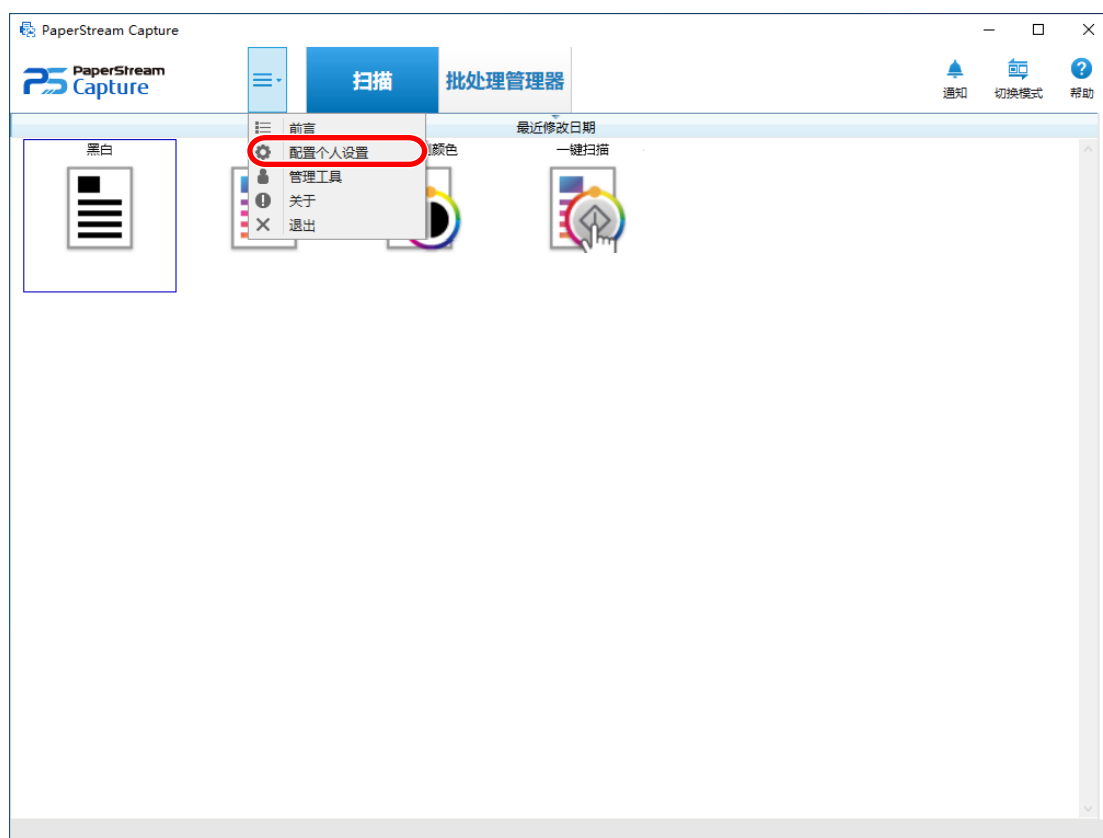 PaperStream Capture
PaperStream
Capture
扫描
批处理管理器
通知
切换模式
帮助
最近修改日期
前言
配置个人设置
管理工具
关于
退出
黑白
颜色
一键扫描